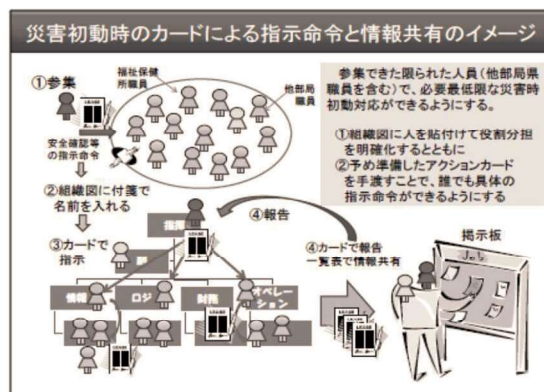 災害初動時のカードによる指示命令と情報共有のイメージ
①参集
福祉保健
所職員
他部局
職員
安全確認等
の指示命令
②組織図に付箋で
名前を入れる
③カードで
指示
④報告
情報
ロジ
財務
オペレー
ション
④カードで報告
一覧表で情報共有
参集できた限られた人員(他部局県
職員を含む)で、必要最低限な災害時
初動対応ができるようにする。
①組織図に人を貼付けて役割分担
を明確化するとともに
②予め準備したアクションカード
を手渡すことで、誰でも具体の
指示命令ができるようにする
掲示板